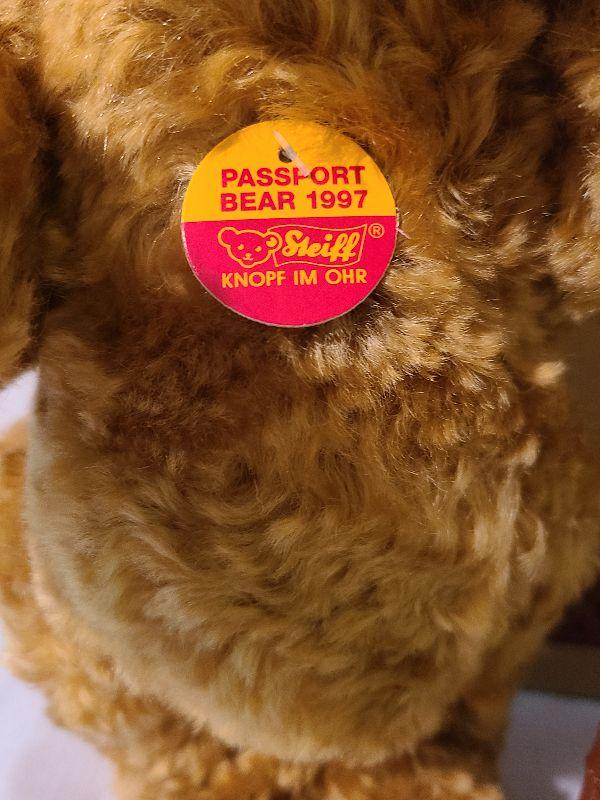 PASSPORT
BEAR 1997
Steiff ®
KNOPF IM OHR